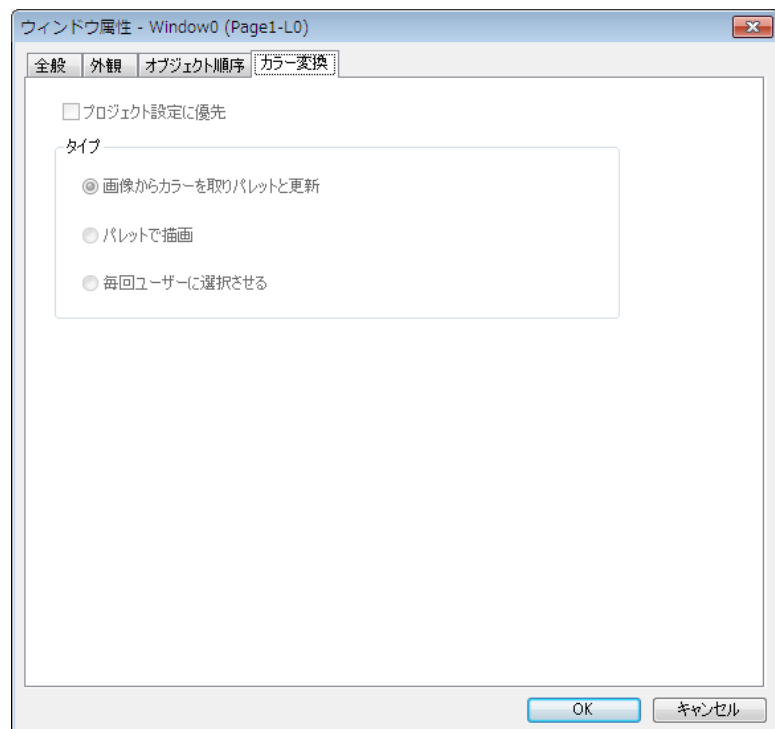 ウィンドウ属性 - Window0 (Page1-L0)
全般 外観 オブジェクト順序 カラー変換
プロジェクト設定に優先
タイプ
画像からカラーを取りパレットと更新
パレットで描画
毎回ユーザーに選択させる
OK キャンセル